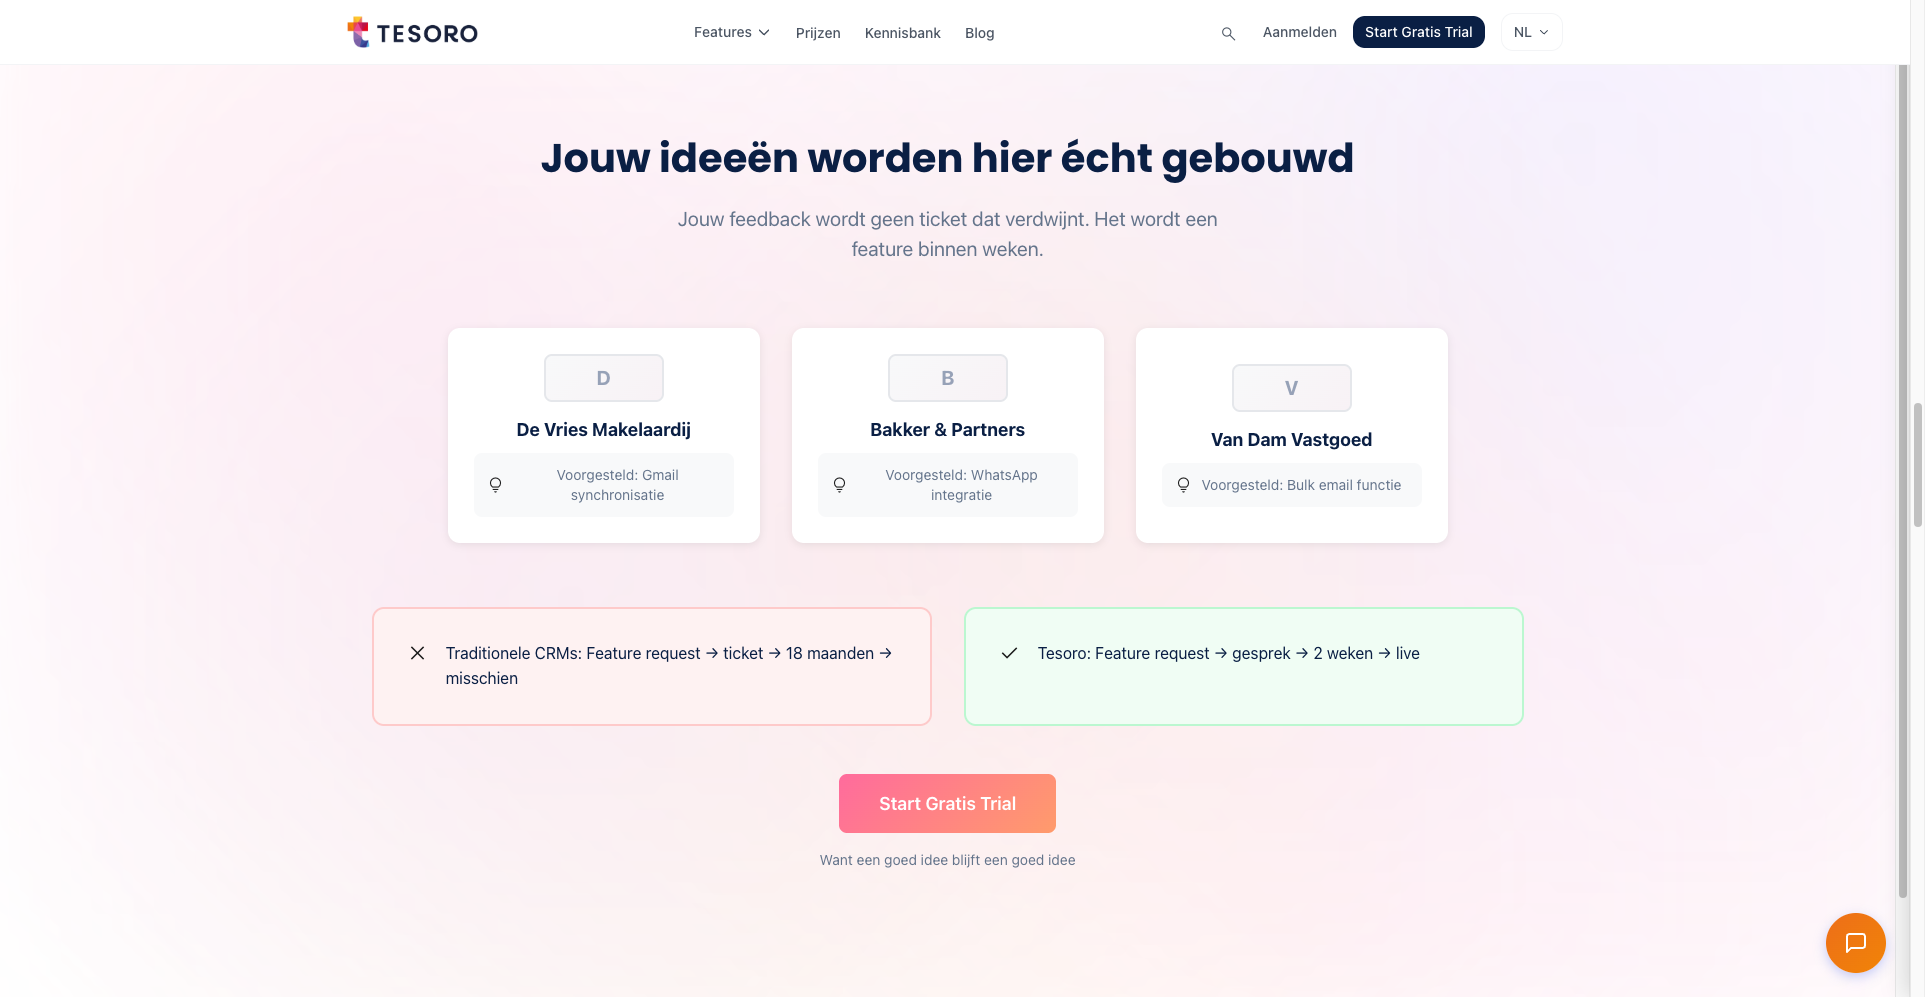 TESORO
Features
Prijzen
Kennisbank
Blog
Aanmelden
Start Gratis Trial
NL
Jouw ideeën worden hier écht gebouwd
Jouw feedback wordt geen ticket dat verdwijnt. Het wordt een
feature binnen weken.
D
De Vries Makelaardij
Voorgesteld: Gmail
synchronisatie
B
Bakker & Partners
Voorgesteld: WhatsApp
integratie
V
Van Dam Vastgoed
Voorgesteld: Bulk email functie
Traditionele CRMs: Feature request → ticket → 18 maanden →
misschien
Tesoro: Feature request → gesprek → 2 weken → live
Start Gratis Trial
Want een goed idee blijft een goed idee